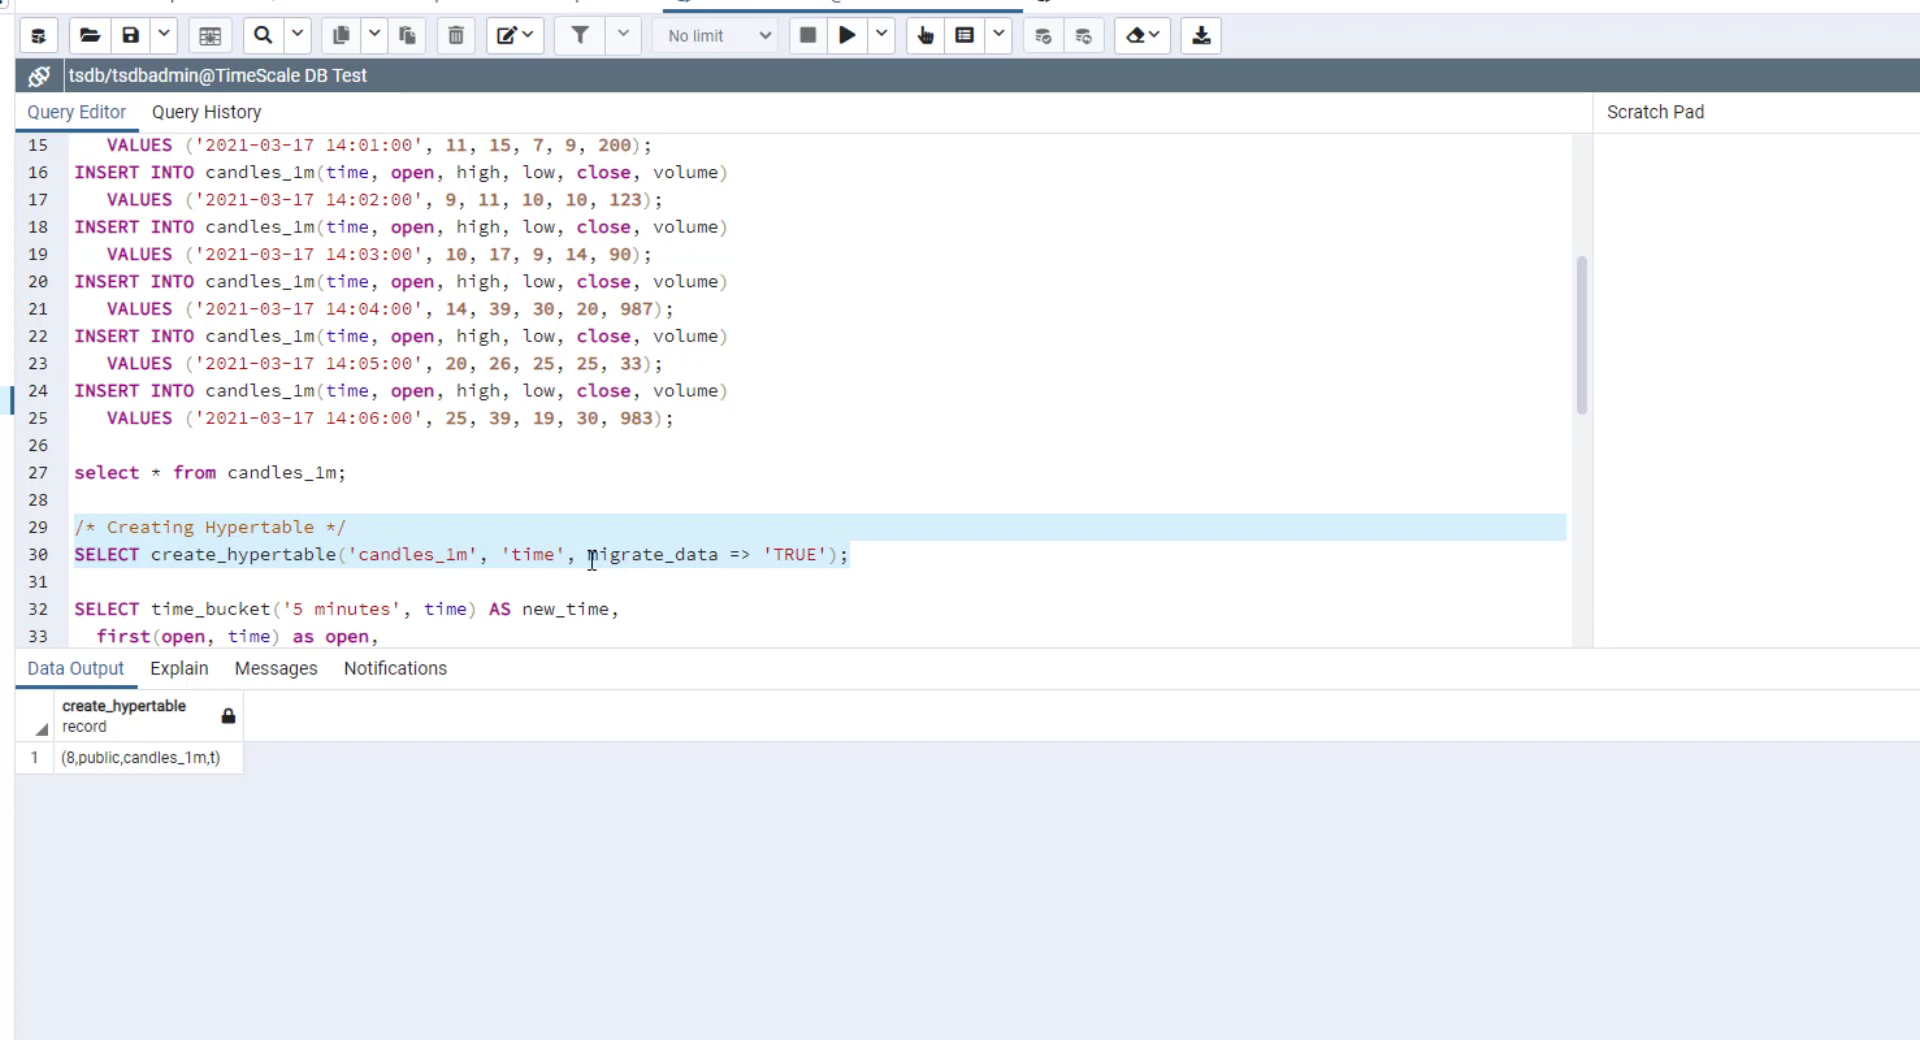 No limit
tsdb/tsdbadmin@TimeScale DB Test
Query Editor Query History
Scratch Pad
15 VALUES ('2021-03-17 14:01:00', 11, 15, 7, 9, 200);
16 INSERT INTO candles_1m(time, open, high, low, close, volume)
17 VALUES ('2021-03-17 14:02:00', 9, 11, 10, 10, 123);
18 INSERT INTO candles_1m(time, open, high, low, close, volume)
19 VALUES ('2021-03-17 14:03:00', 10, 17, 9, 14, 90);
20 INSERT INTO candles_1m(time, open, high, low, close, volume)
21 VALUES ('2021-03-17 14:04:00', 14, 39, 30, 20, 987);
22 INSERT INTO candles_1m(time, open, high, low, close, volume)
23 VALUES ('2021-03-17 14:05:00', 20, 26, 25, 25, 33);
24 INSERT INTO candles_1m(time, open, high, low, close, volume)
25 VALUES ('2021-03-17 14:06:00', 25, 39, 19, 30, 983);
26
27 select * from candles_1m;
28
29 /* Creating Hypertable */
30 SELECT create_hypertable('candles_1m', 'time', migrate_data => 'TRUE');
31
32 SELECT time_bucket('5 minutes', time) AS new_time,
33 first(open, time) as open,
Data Output Explain Messages Notifications
create_hypertable
record
1 (8,public,candles_1m,t)